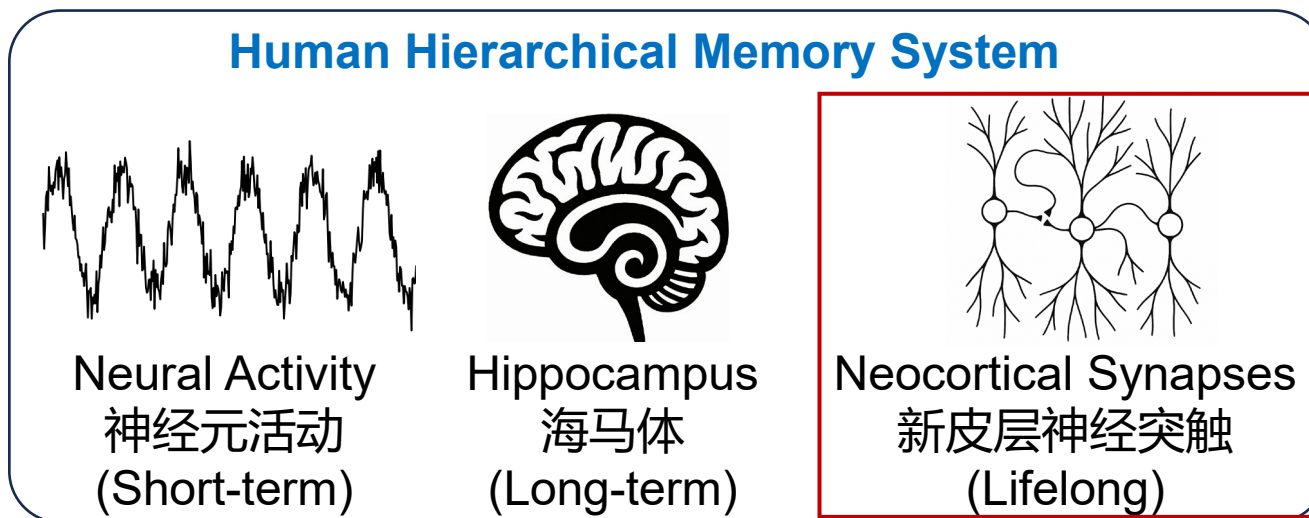 Human Hierarchical Memory System
Neural Activity
神经元活动
(Short-term)
Hippocampus
海马体
(Long-term)
Neocortical Synapses
新皮层神经突触
(Lifelong)